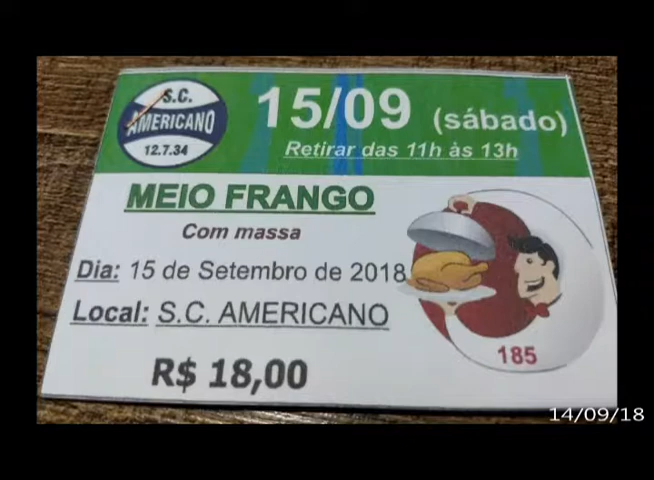 S.C.
AMERICANO
12.7.34
15/09 (sábado)
Retirar das 11h às 13h
MEIO FRANGO
Com massa
Dia: 15 de Setembro de 2018
Local: S.C. AMERICANO
R$ 18,00
185
14/09/18